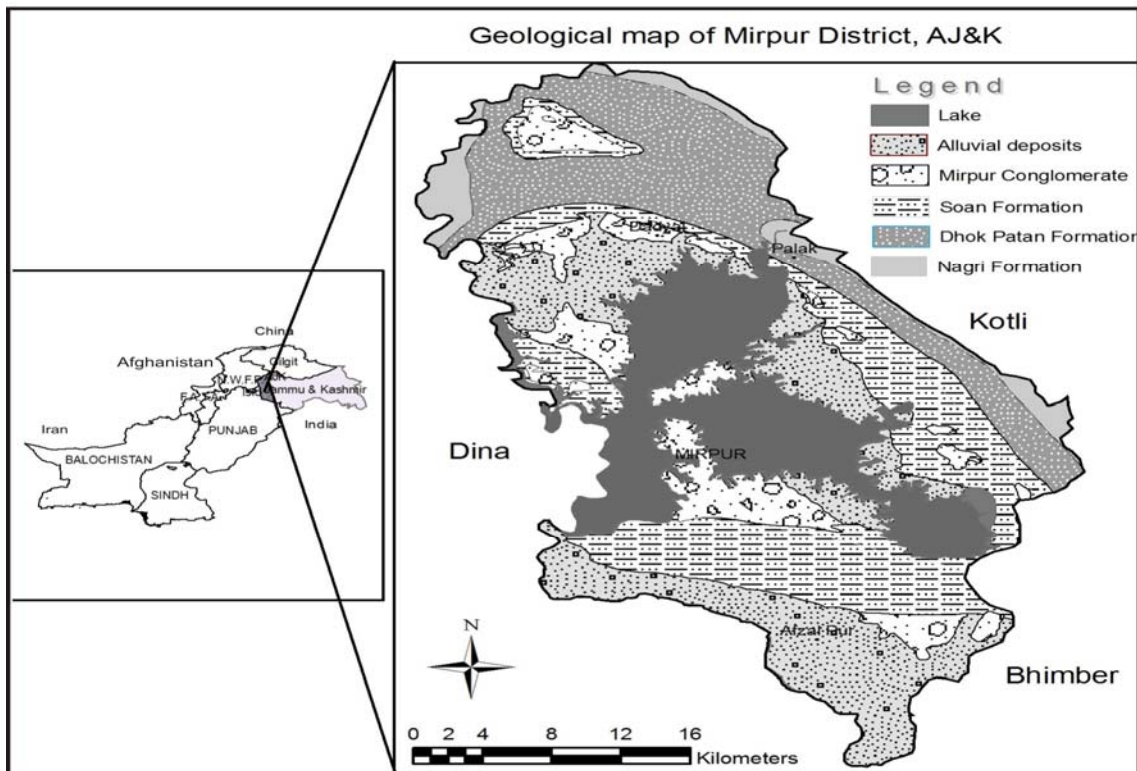 Geological map of Mirpur District, AJ&K
Legend
Lake
Alluvial deposits
Mirpur Conglomerate
Soan Formation
Dhok Patan Formation
Nagri Formation
Palak
Kotli
China
Gilgit
Afghanistan
Jammu & Kashmir
Iran
India
PUNJAB
BALOCHISTAN
SINDH
Dina
MIRPUR
Afzal Pur
Bhimber
N
0 2 4 8 12 16
Kilometers